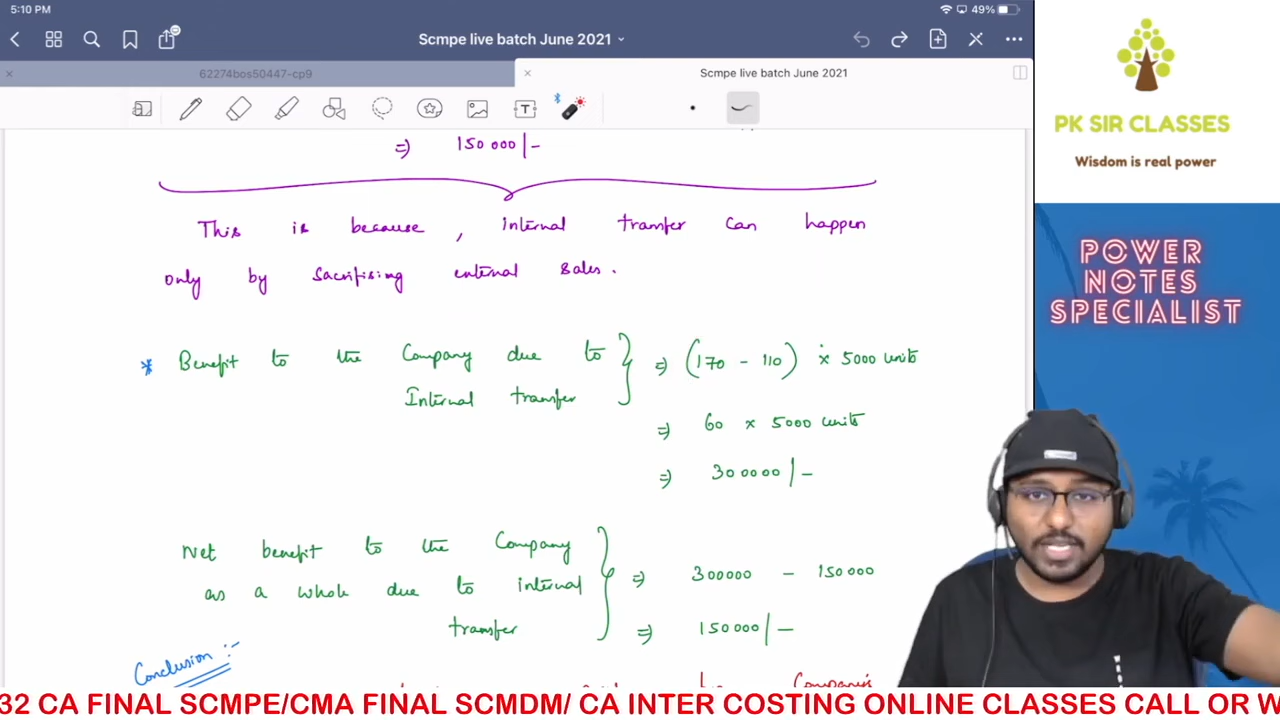 5:10 PM
49%
Scmpe live batch June 2021
62274bos50447-cp9
Scmpe live batch June 2021
PK SIR CLASSES
Wisdom is real power
POWER
NOTES
SPECIALIST
⇒ 150 000/-
This is because, Internal transfer can happen
only by Sacrifising external Sales.
* Benefit to the Company due to
Internal transfer
⇒ (170 - 110) × 5000 units
⇒ 60 × 5000 units
⇒ 300000/-
Net benefit to the Company
as a whole due to internal
transfer
⇒ 300000 - 150000
⇒ 150000/-
Conclusion :-
Company's
32 CA FINAL SCMPE/CMA FINAL SCMDM/ CA INTER COSTING ONLINE CLASSES CALL OR W